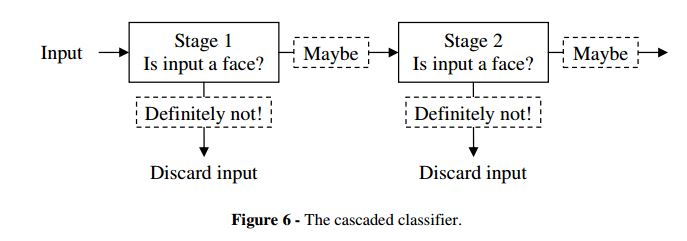 Input
Stage 1
Is input a face?
Maybe
Stage 2
Is input a face?
Maybe
Definitely not!
Definitely not!
Discard input
Discard input
Figure 6 - The cascaded classifier.